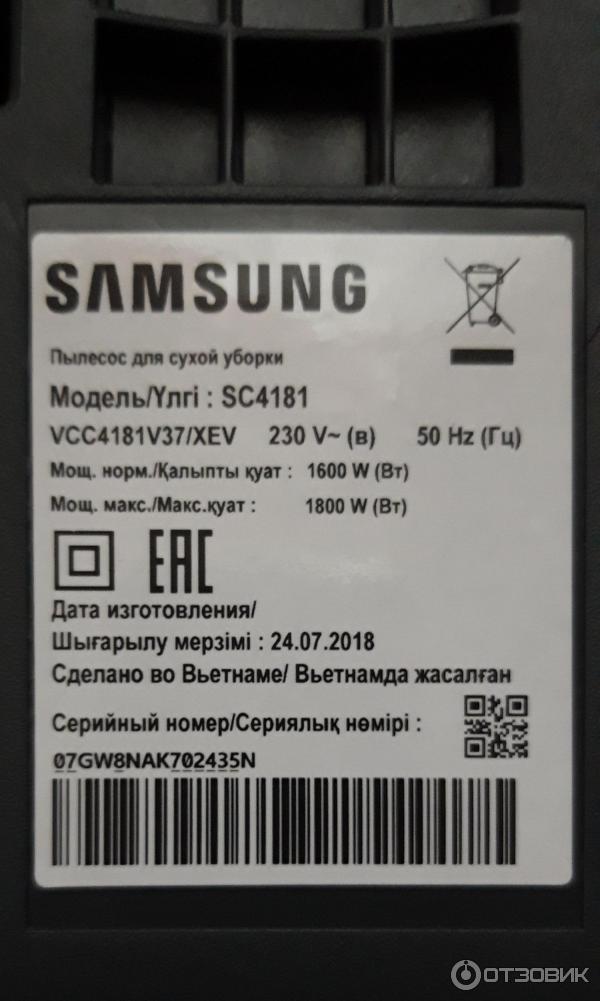 SAMSUNG
Пылесос для сухой уборки
Модель/Үлгі : SC4181
VCC4181V37/XEV 230 V~ (в) 50 Hz (Гц)
Мощ. норм./Қалыпты қуат : 1600 W (Вт)
Мощ. макс./Макс.қуат : 1800 W (Вт)
EAC
Дата изготовления/
Шығарылу мерзімі : 24.07.2018
Сделано во Вьетнаме/ Вьетнамда жасалған
Серийный номер/Сериялық нөмірі :
07GW8NAK702435N
ОТЗОВИК